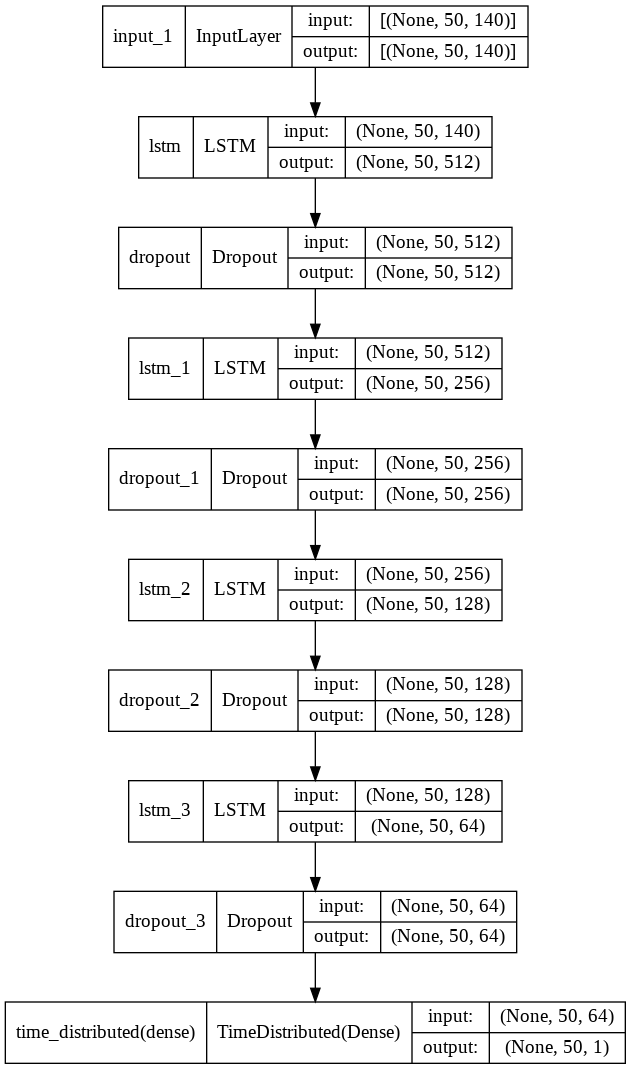 input_1 InputLayer input: [(None, 50, 140)]
output: [(None, 50, 140)]
lstm LSTM input: (None, 50, 140)
output: (None, 50, 512)
dropout Dropout input: (None, 50, 512)
output: (None, 50, 512)
lstm_1 LSTM input: (None, 50, 512)
output: (None, 50, 256)
dropout_1 Dropout input: (None, 50, 256)
output: (None, 50, 256)
lstm_2 LSTM input: (None, 50, 256)
output: (None, 50, 128)
dropout_2 Dropout input: (None, 50, 128)
output: (None, 50, 128)
lstm_3 LSTM input: (None, 50, 128)
output: (None, 50, 64)
dropout_3 Dropout input: (None, 50, 64)
output: (None, 50, 64)
time_distributed(dense) TimeDistributed(Dense) input: (None, 50, 64)
output: (None, 50, 1)